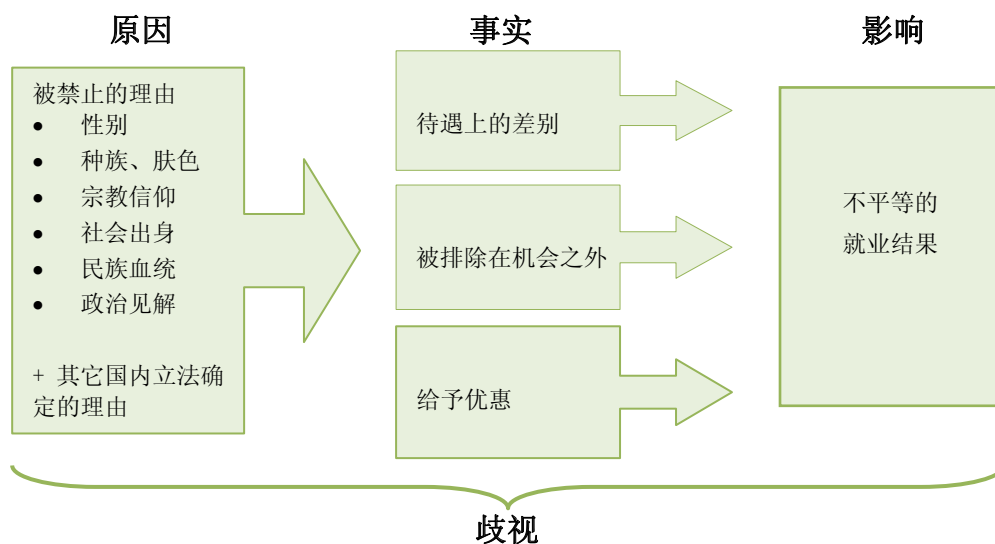 原因
被禁止的理由
• 性别
• 种族、肤色
• 宗教信仰
• 社会出身
• 民族血统
• 政治见解
+ 其它国内立法确
定的理由
事实
待遇上的差别
被排除在机会之外
给予优惠
影响
不平等的
就业结果
歧视